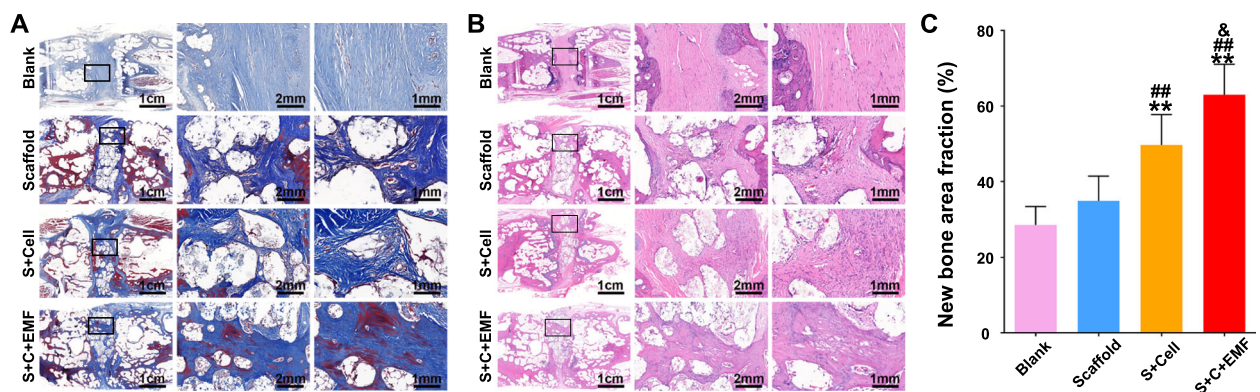 A
Blank
1cm
2mm
1mm
Scaffold
1cm
2mm
1mm
S+Cell
1cm
2mm
1mm
S+C+EMF
1cm
2mm
1mm
B
Blank
1cm
2mm
1mm
Scaffold
1cm
2mm
1mm
S+Cell
1cm
2mm
1mm
S+C+EMF
1cm
2mm
1mm
C
New bone area fraction (%)
80
60
40
20
0
##
**
&
##
**
Blank
Scaffold
S+Cell
S+C+EMF